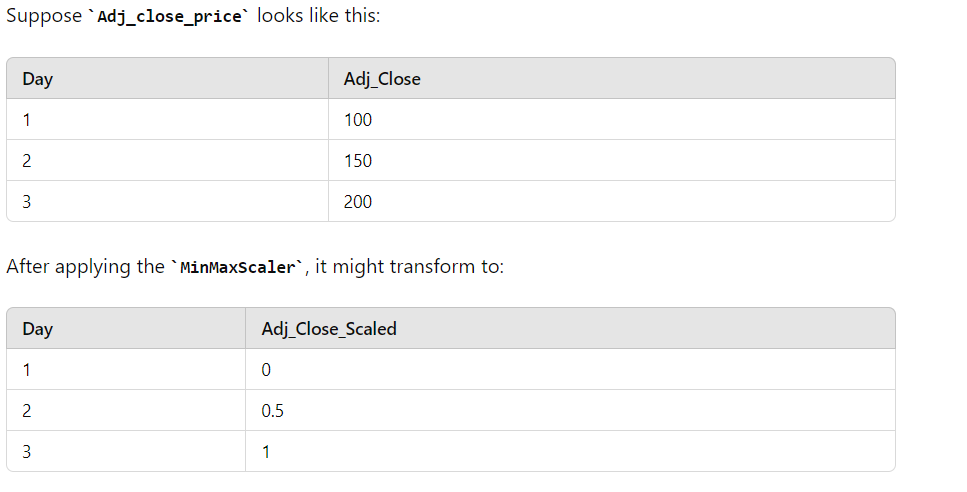 Suppose `Adj_close_price` looks like this:
Day Adj_Close
1 100
2 150
3 200
After applying the `MinMaxScaler`, it might transform to:
Day Adj_Close_Scaled
1 0
2 0.5
3 1